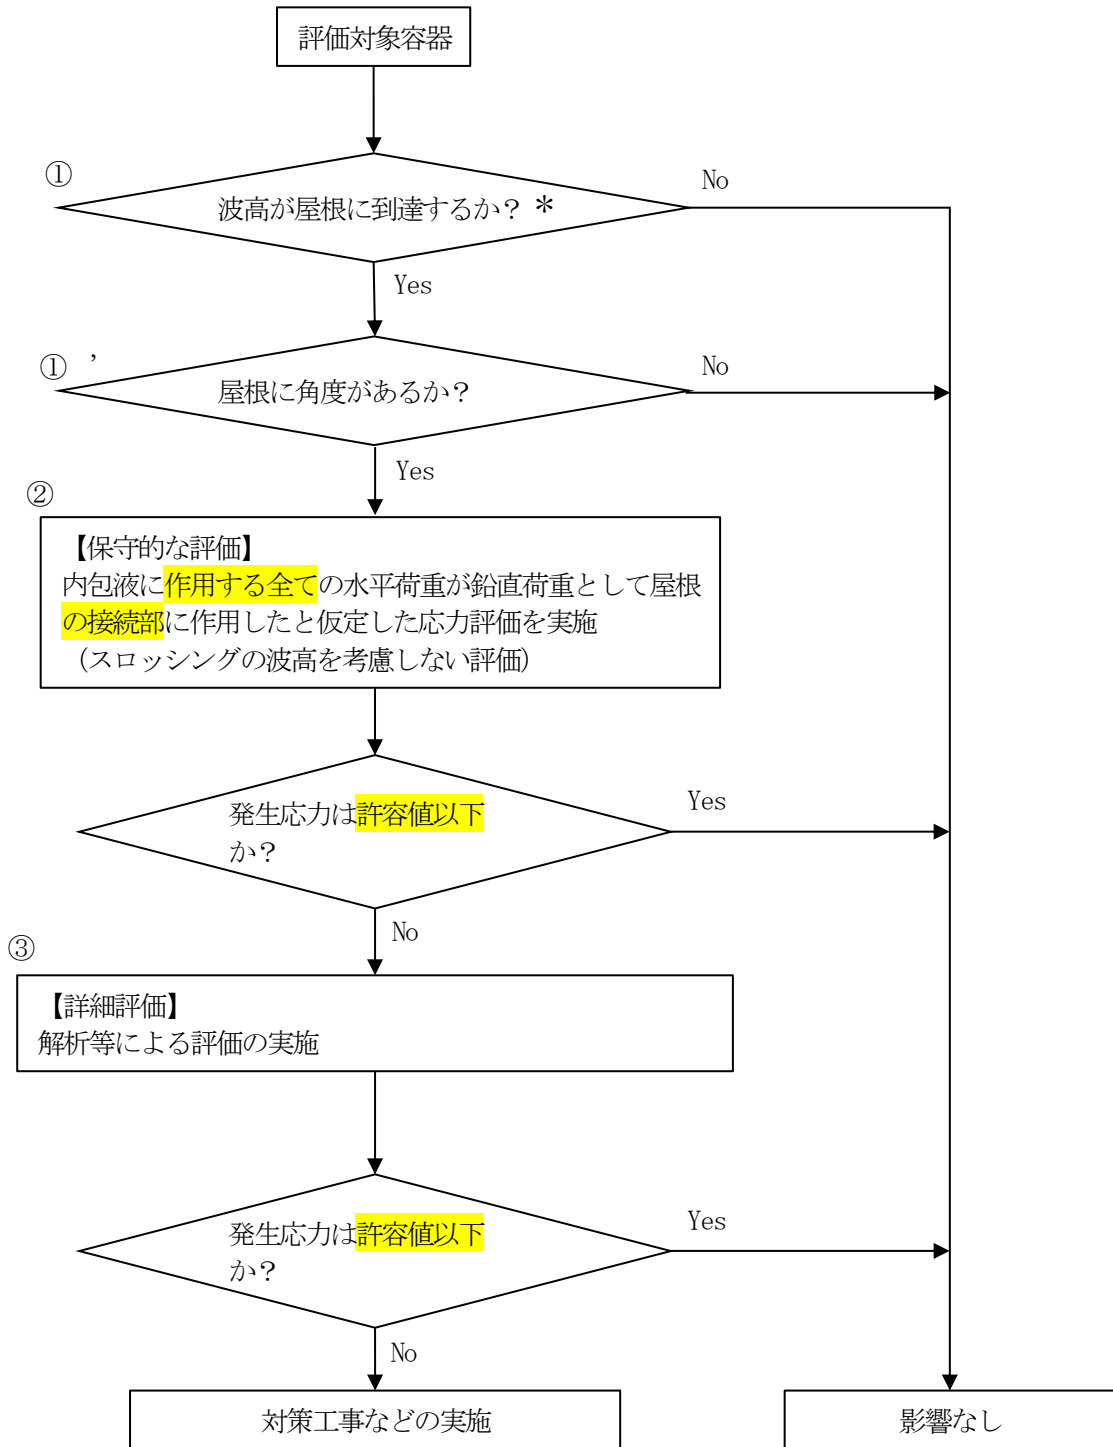 評価対象容器
①
波高が屋根に到達するか？＊
No
Yes
①’
屋根に角度があるか？
No
Yes
②
【保守的な評価】
内包液に作用する全ての水平荷重が鉛直荷重として屋根
の接続部に作用したと仮定した応力評価を実施
（スロッシングの波高を考慮しない評価）
発生応力は許容値以下
か？
Yes
No
③
【詳細評価】
解析等による評価の実施
発生応力は許容値以下
か？
Yes
No
対策工事などの実施
影響なし